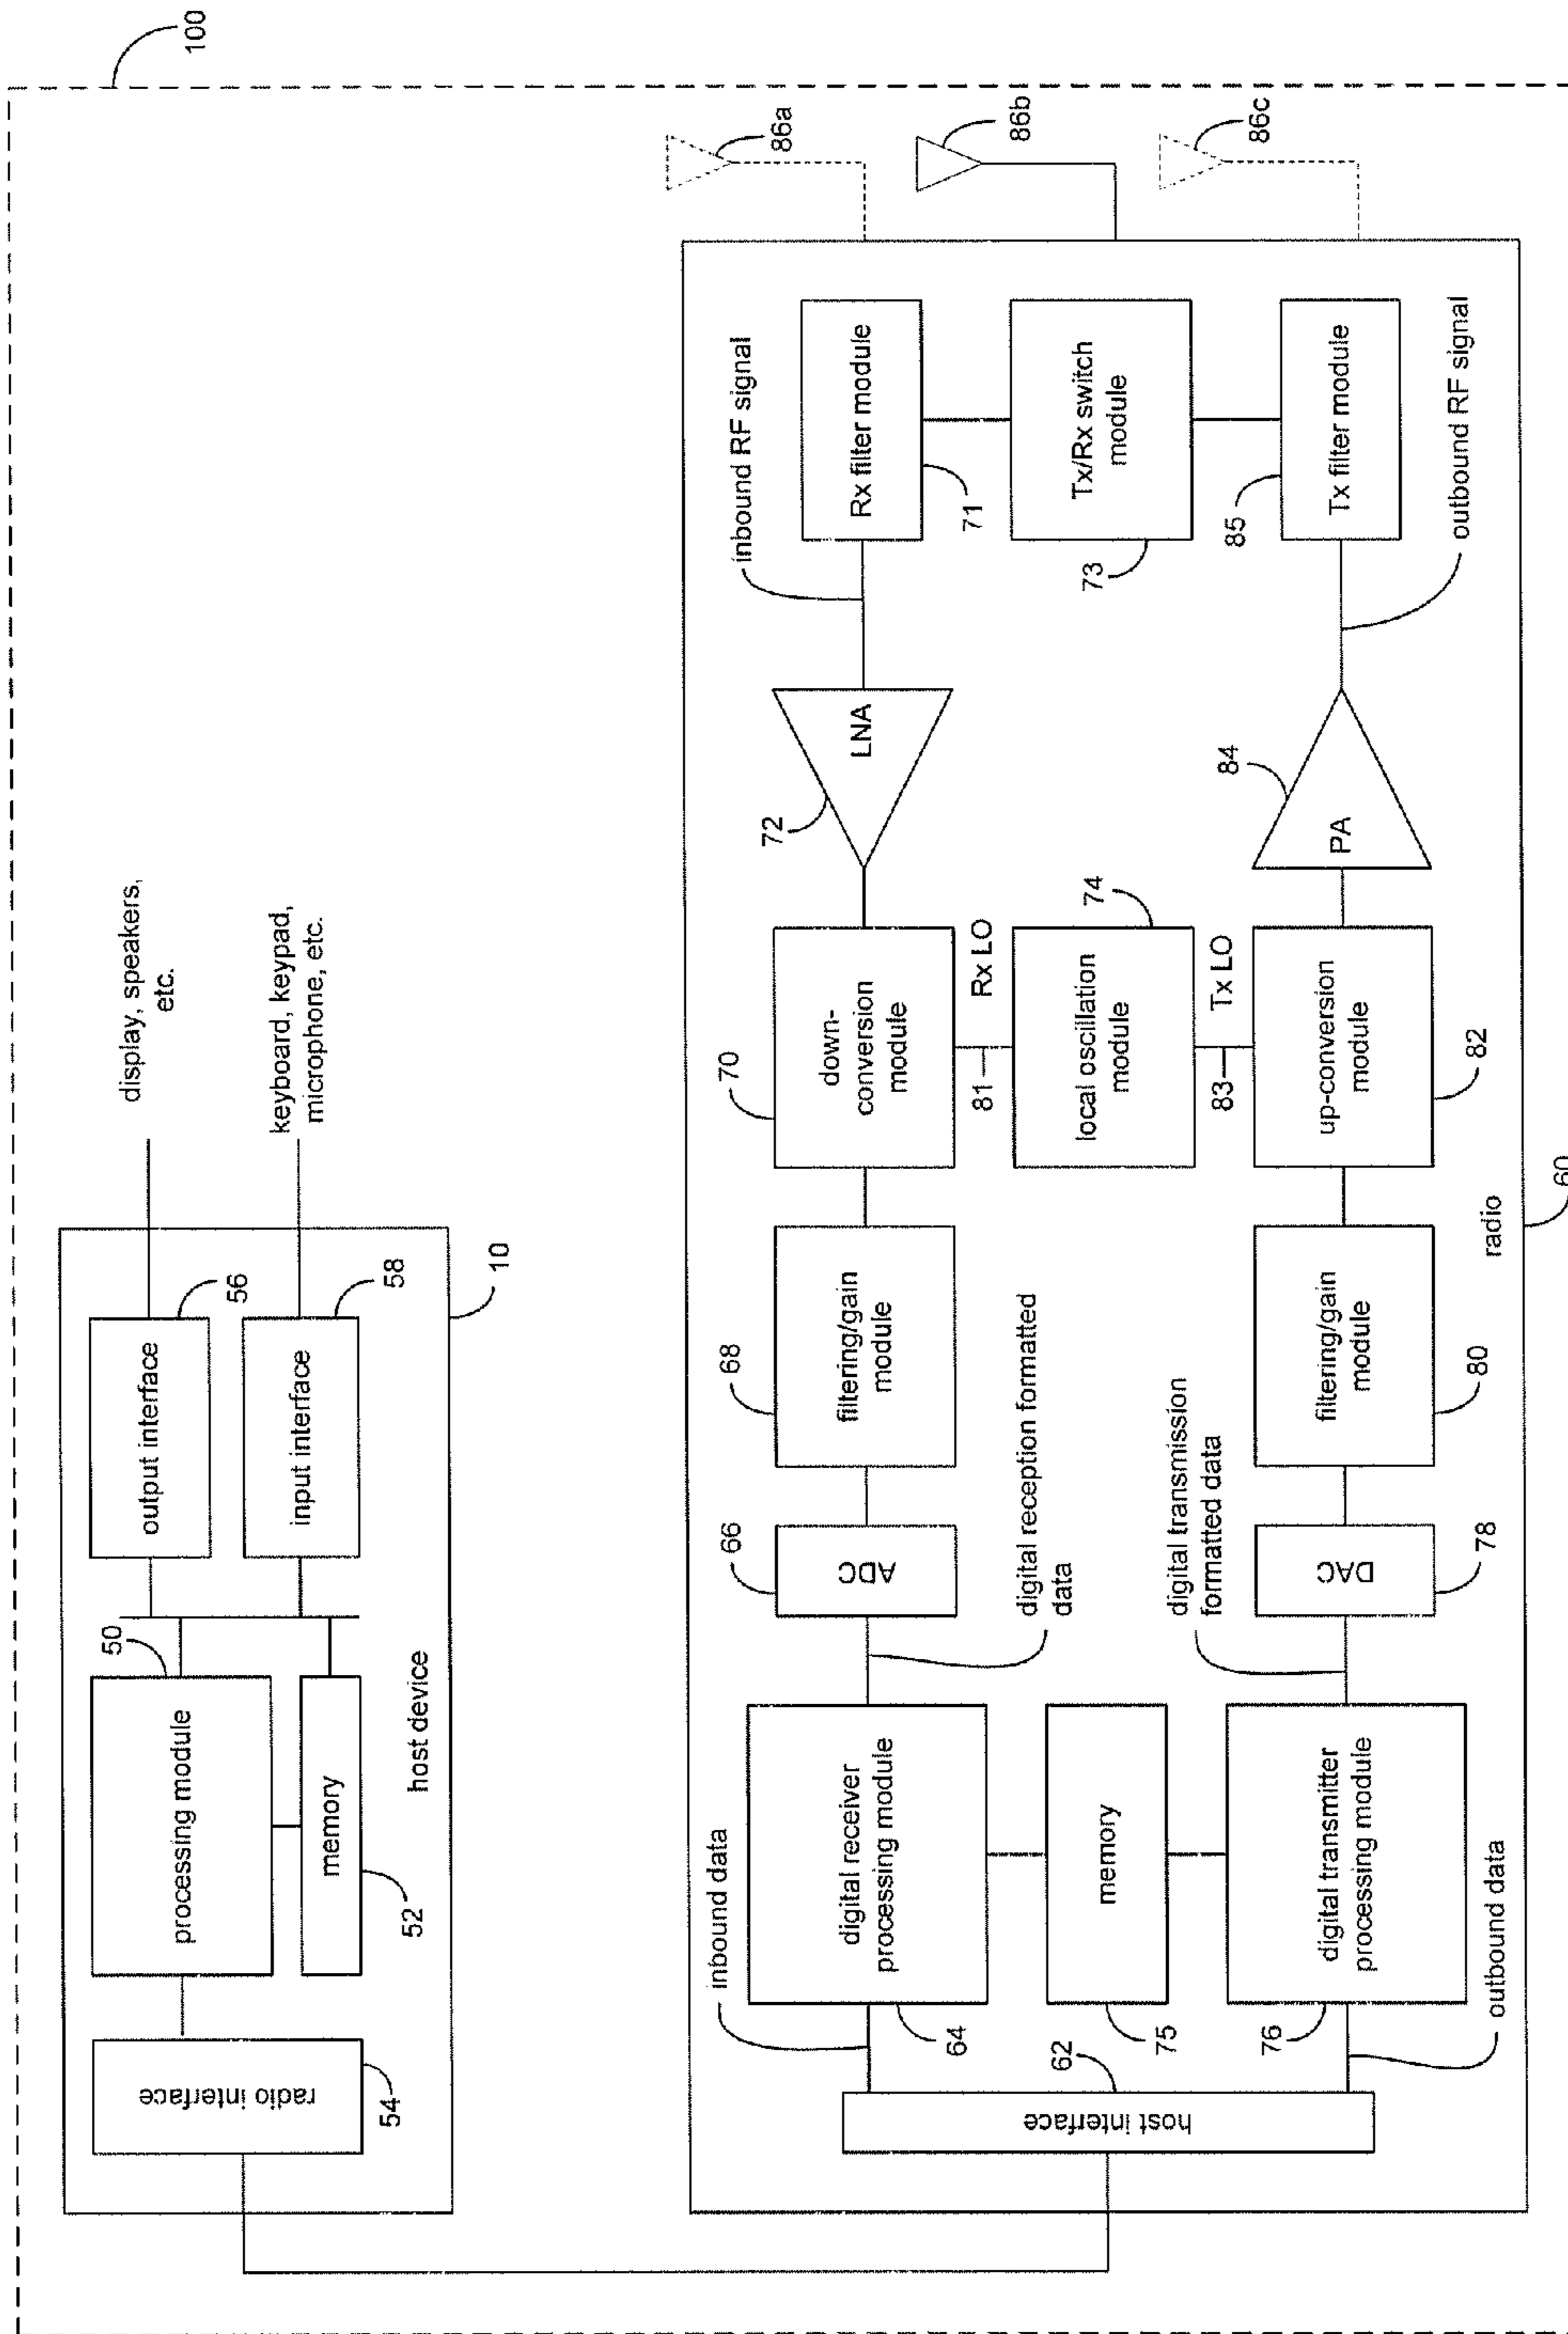 100
display, speakers,
etc.
keyboard, keypad,
microphone, etc.
output interface
56
input interface
58
10
50
processing module
memory
52
host device
radio interface
54
86a
86b
86c
inbound RF signal
Rx filter module
71
Tx/Rx switch
module
73
85
Tx filter module
outbound RF signal
LNA
72
84
PA
70
down-
conversion
module
81
Rx LO
74
local oscillation
module
83
Tx LO
up-conversion
module
82
68
filtering/gain
module
filtering/gain
module
80
radio
60
66
ADC
digital reception formatted
data
digital transmission
formatted data
DAC
78
inbound data
digital receiver
processing module
64
memory
75
digital transmitter
processing module
76
outbound data
62
host interface